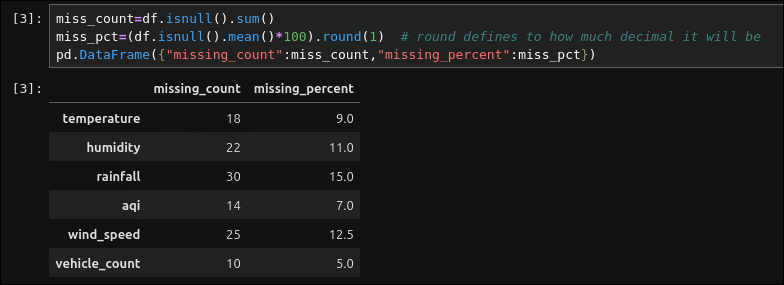 [3]: miss_count=df.isnull().sum()
miss_pct=(df.isnull().mean()*100).round(1)  # round defines to how much decimal it will be
pd.DataFrame({"missing_count":miss_count,"missing_percent":miss_pct})
[3]:
missing_count missing_percent
temperature 18 9.0
humidity 22 11.0
rainfall 30 15.0
aqi 14 7.0
wind_speed 25 12.5
vehicle_count 10 5.0